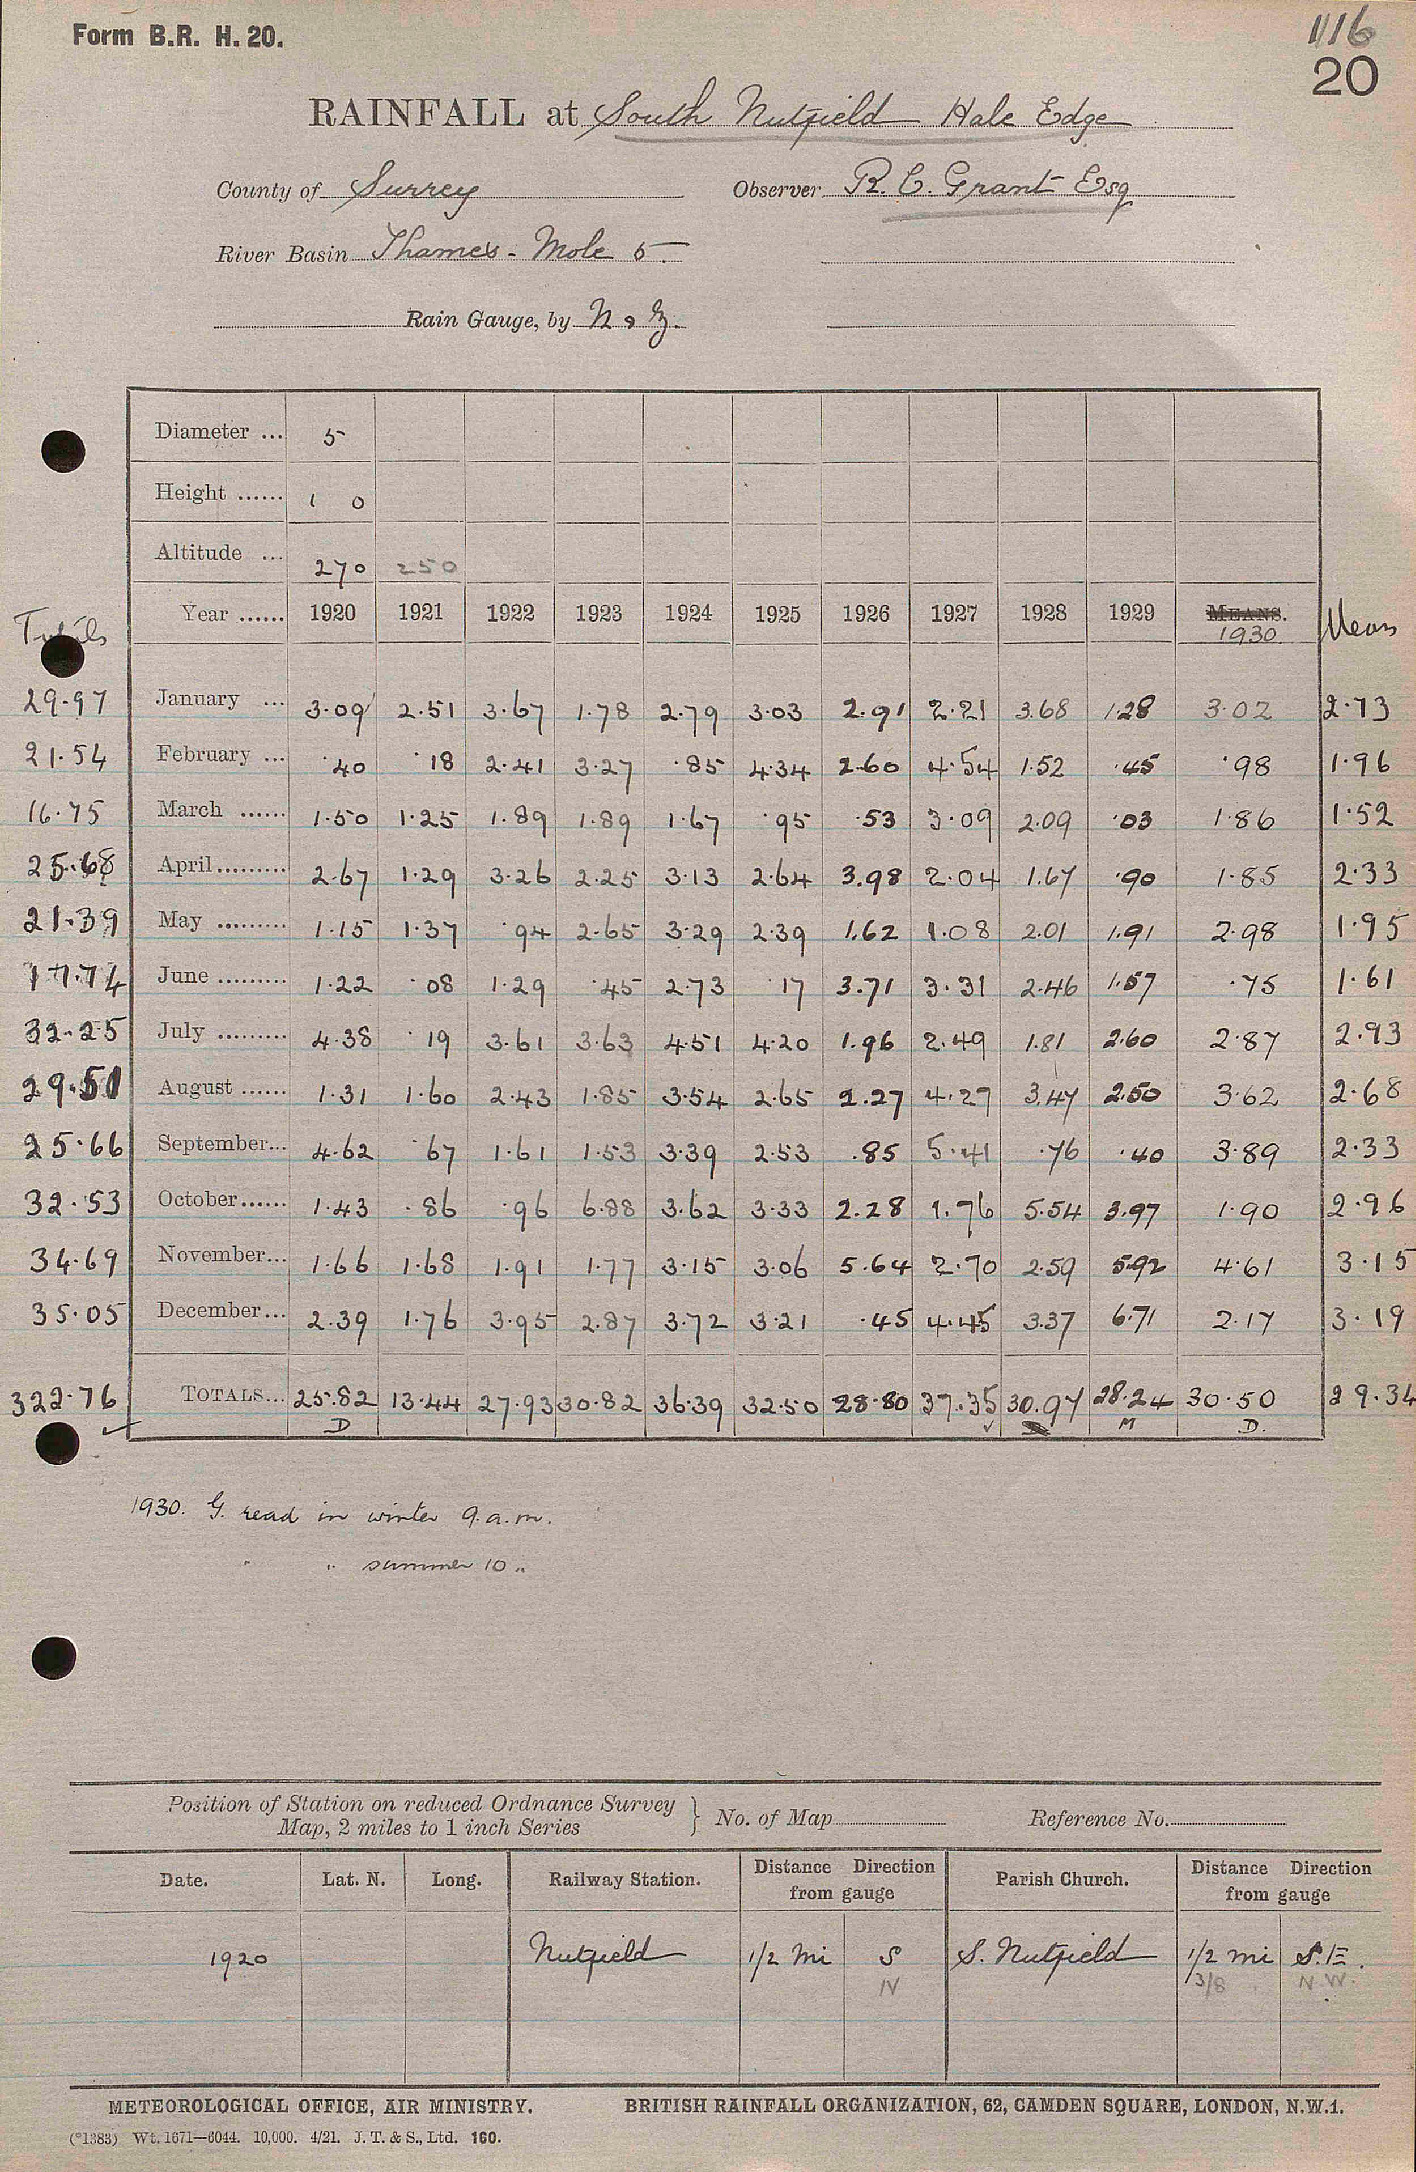 Form B.R. H. 20.
1116
20
RAINFALL at South Nutfield Hale Edge
County of Surrey Observer R. C. Grant Esq
River Basin Thames - Mole 5.
Rain Gauge, by N & Z.
Diameter ... 5
Height ...... 1 0
Altitude ... 270 250
Totals Year ...... 1920 1921 1922 1923 1924 1925 1926 1927 1928 1929 MEANS. 1930 Mean
29.97 January ... 3.09 2.51 3.67 1.78 2.79 3.03 2.91 2.21 3.68 1.28 3.02 2.73
21.54 February ... .40 .18 2.41 3.27 .85 4.34 2.60 4.54 1.52 .45 .98 1.96
16.75 March ...... 1.50 1.25 1.89 1.89 1.67 .95 .53 3.09 2.09 .03 1.86 1.52
25.68 April ......... 2.67 1.29 3.26 2.25 3.13 2.64 3.98 2.04 1.67 .90 1.85 2.33
21.39 May ......... 1.15 1.37 .94 2.65 3.29 2.39 1.62 1.08 2.01 1.91 2.98 1.95
17.74 June ......... 1.22 .08 1.29 .45 2.73 .17 3.71 3.31 2.46 1.57 .75 1.61
32.25 July ......... 4.38 .19 3.61 3.63 4.51 4.20 1.96 2.49 1.81 2.60 2.87 2.93
29.51 August ...... 1.31 1.60 2.43 1.85 3.54 2.65 2.27 4.27 3.47 2.50 3.62 2.68
25.66 September... 4.62 .67 1.61 1.53 3.39 2.53 .85 5.41 .76 .40 3.89 2.33
32.53 October...... 1.43 .86 .96 6.88 3.62 3.33 2.28 1.76 5.54 3.97 1.90 2.96
34.69 November... 1.66 1.68 1.91 1.77 3.15 3.06 5.64 2.70 2.59 5.92 4.61 3.15
35.05 December... 2.39 1.76 3.95 2.87 3.72 3.21 .45 4.45 3.37 6.71 2.17 3.19
322.76 TOTALS... 25.82 13.44 27.93 30.82 36.39 32.50 28.80 37.35 30.97 28.24 30.50 29.34
D M D.
1930. G. read in winter 9. a.m.
" " summer 10 "
Position of Station on reduced Ordnance Survey
Map, 2 miles to 1 inch Series } No. of Map Reference No.
Date. Lat. N. Long. Railway Station. Distance Direction from gauge Parish Church. Distance Direction from gauge
1920 Nutfield 1/2 mi S S. Nutfield 1/2 mi S.E.
N 3/8 N.W.
METEOROLOGICAL OFFICE, AIR MINISTRY. BRITISH RAINFALL ORGANIZATION, 62, CAMDEN SQUARE, LONDON, N.W.1.
(*1383) Wt. 1671—6044. 10,000. 4/21. J. T. & S., Ltd. 160.